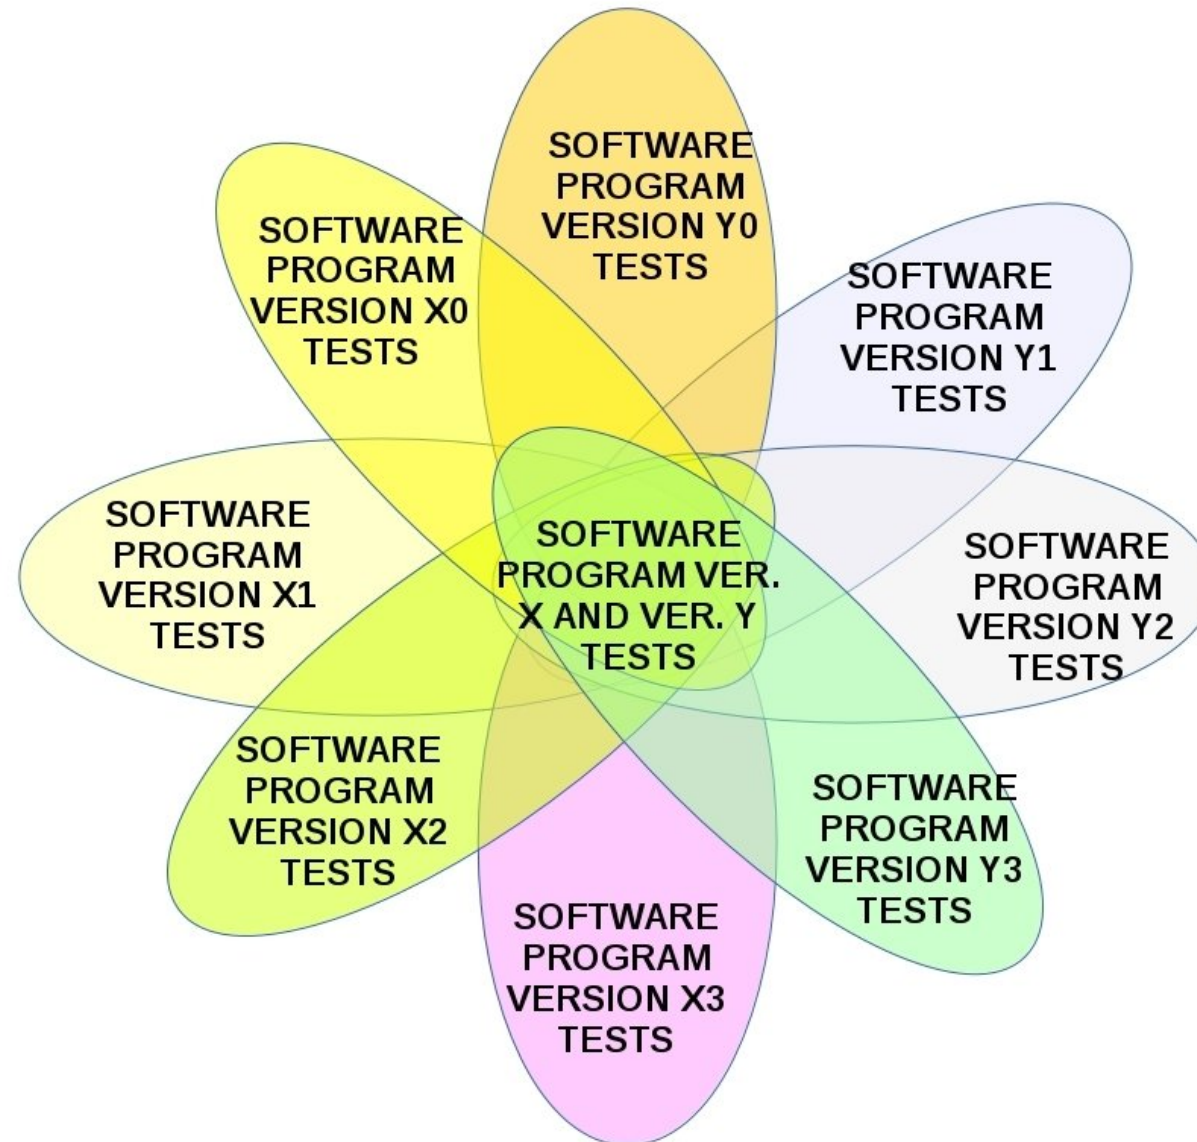 SOFTWARE
PROGRAM
VERSION Y0
TESTS
SOFTWARE
PROGRAM
VERSION X0
TESTS
SOFTWARE
PROGRAM
VERSION Y1
TESTS
SOFTWARE
PROGRAM
VERSION X1
TESTS
SOFTWARE
PROGRAM VER.
X AND VER. Y
TESTS
SOFTWARE
PROGRAM
VERSION Y2
TESTS
SOFTWARE
PROGRAM
VERSION X2
TESTS
SOFTWARE
PROGRAM
VERSION Y3
TESTS
SOFTWARE
PROGRAM
VERSION X3
TESTS